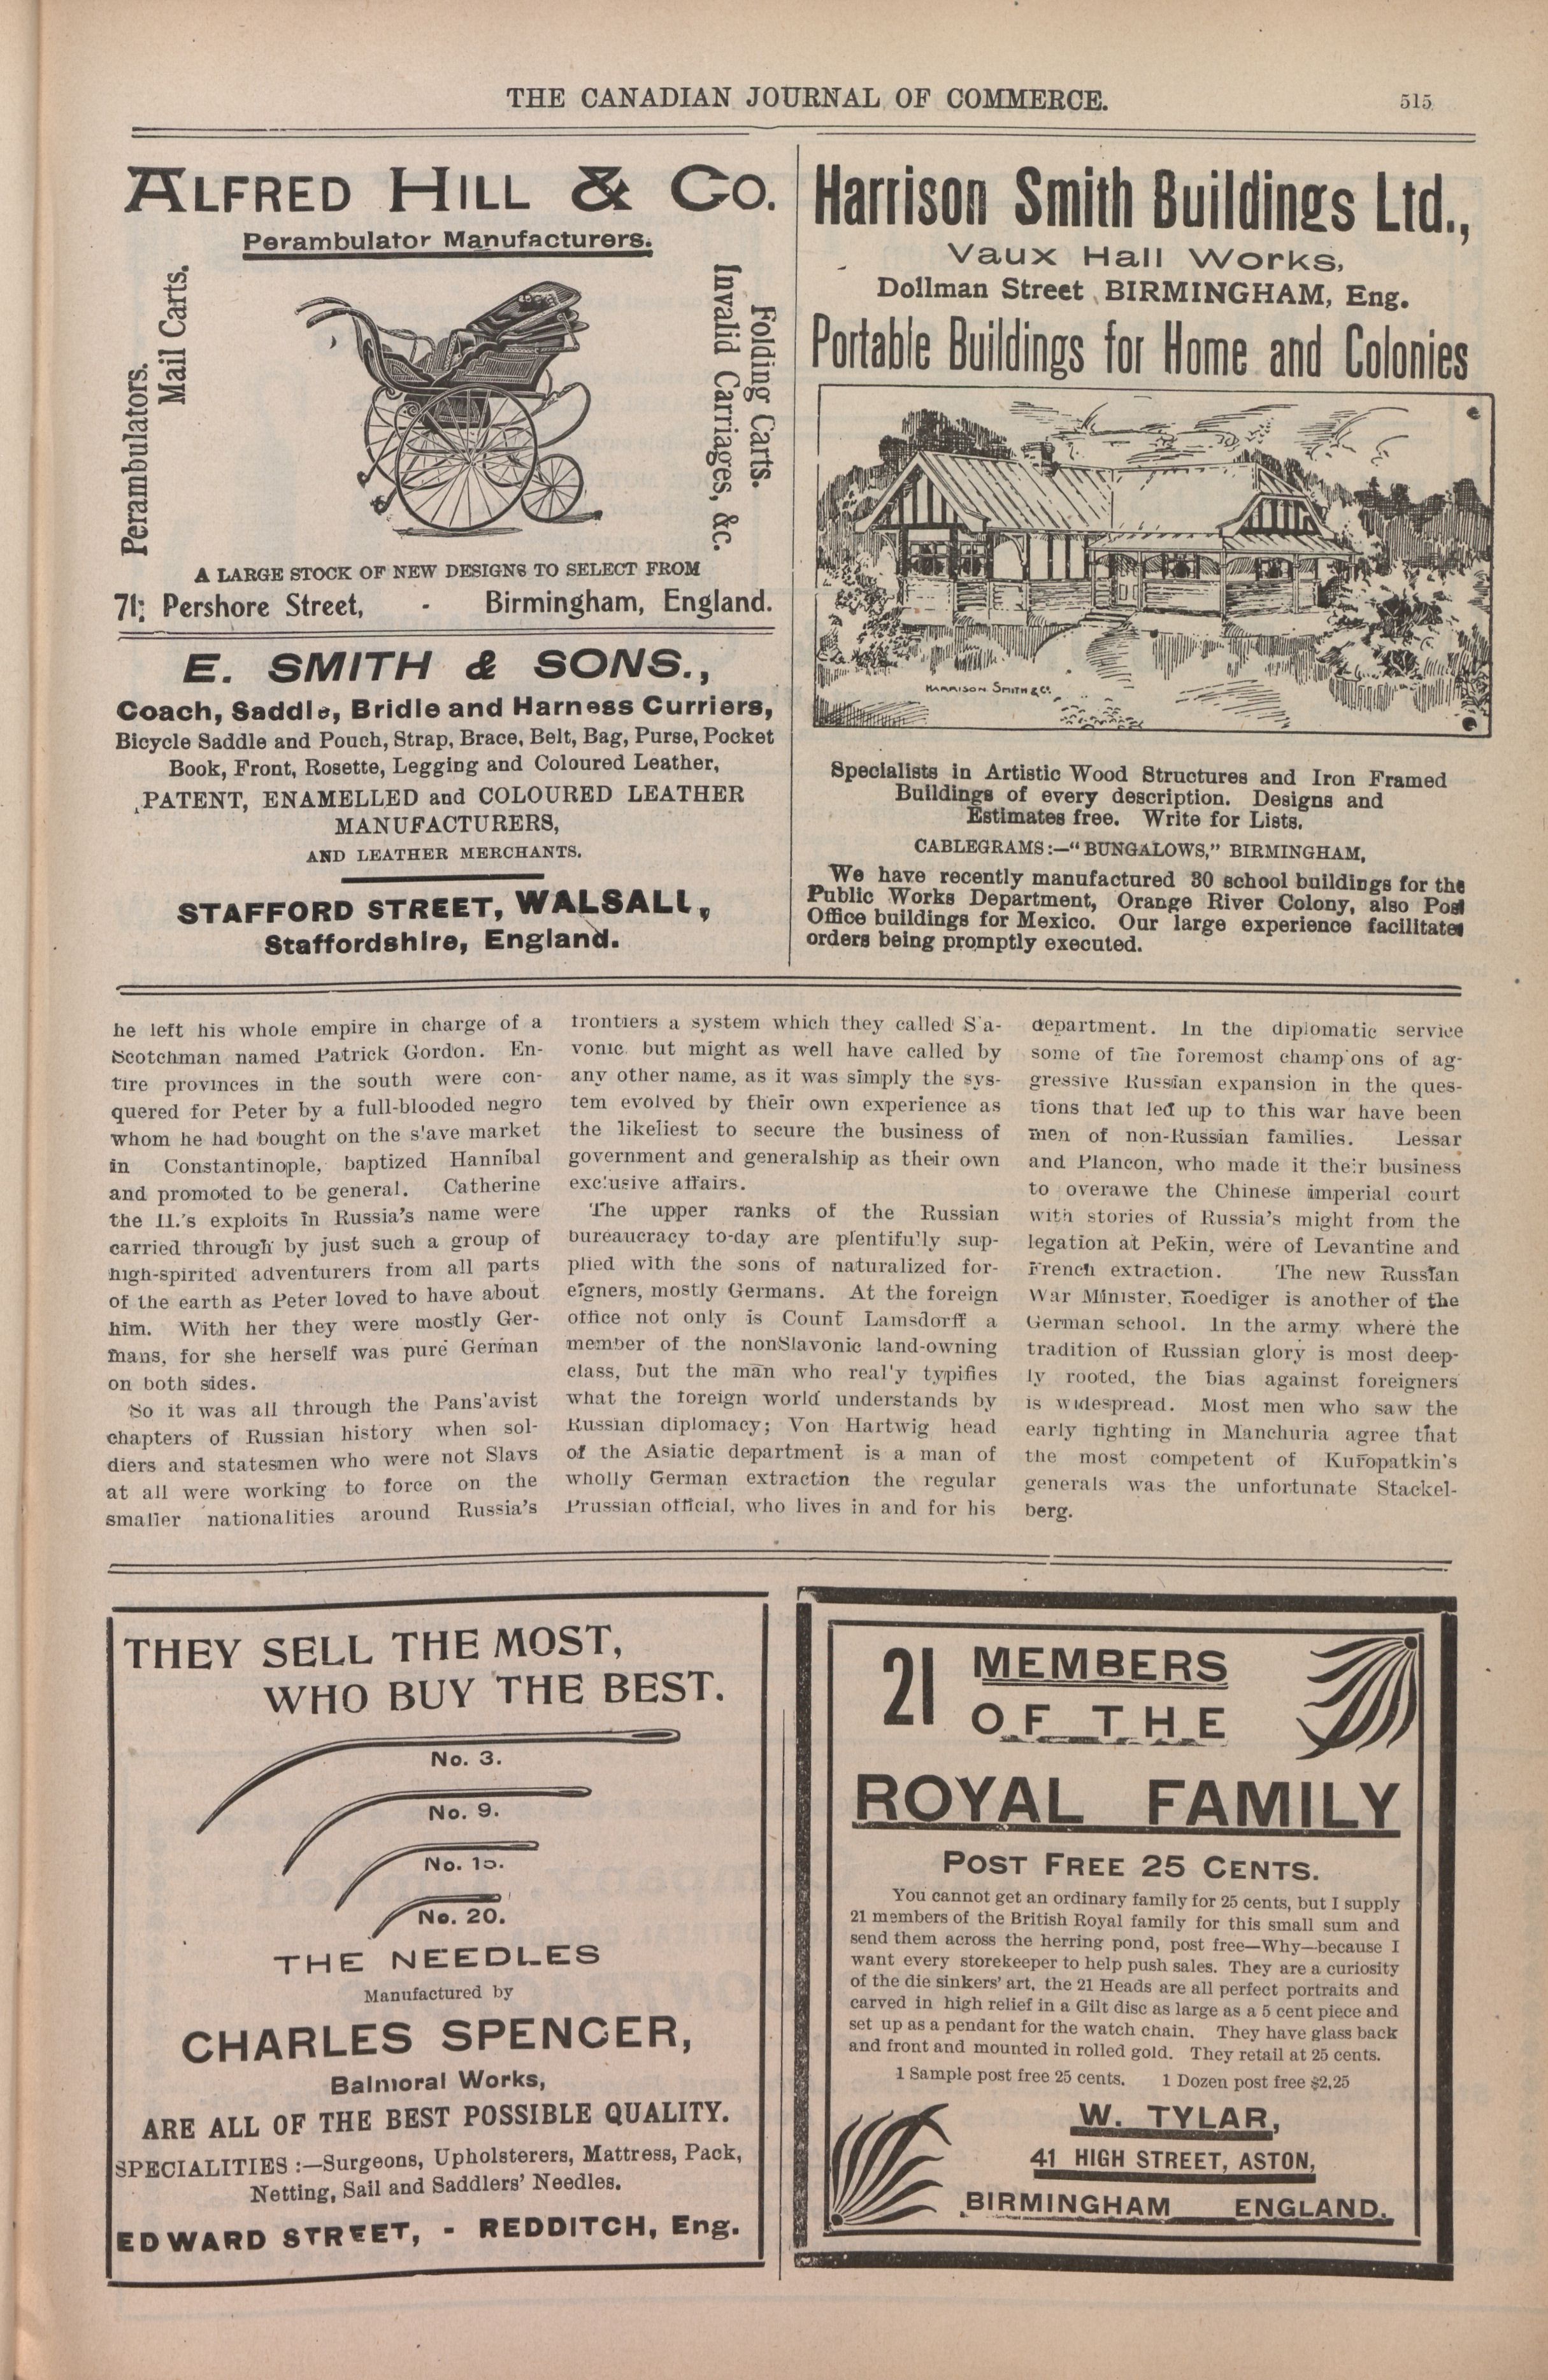 THE CANADIAN JOURNAL OF COMMERCE.
515
ALFRED HILL & CO.
Perambulator Manufacturers.
Perambulators.
Mail Carts.
Folding Carts.
Invalid Carriages, &c.
A LARGE STOCK OF NEW DESIGNS TO SELECT FROM
71, Pershore Street, - Birmingham, England.
E. SMITH & SONS.,
Coach, Saddle, Bridle and Harness Curriers,
Bicycle Saddle and Pouch, Strap, Brace, Belt, Bag, Purse, Pocket
Book, Front, Rosette, Legging and Coloured Leather,
PATENT, ENAMELLED and COLOURED LEATHER
MANUFACTURERS,
AND LEATHER MERCHANTS.
STAFFORD STREET, WALSALL,
Staffordshire, England.
Harrison Smith Buildings Ltd.,
Vaux Hall Works,
Dollman Street, BIRMINGHAM, Eng.
Portable Buildings for Home and Colonies
HARRISON SMITH & Co.
Specialists in Artistic Wood Structures and Iron Framed
Buildings of every description. Designs and
Estimates free. Write for Lists.
CABLEGRAMS:—"BUNGALOWS," BIRMINGHAM,
We have recently manufactured 30 school buildings for the
Public Works Department, Orange River Colony, also Post
Office buildings for Mexico. Our large experience facilitates
orders being promptly executed.
he left his whole empire in charge of a
Scotchman named Patrick Gordon. En-
tire provinces in the south were con-
quered for Peter by a full-blooded negro
whom he had bought on the s'ave market
in Constantinople, baptized Hannibal
and promoted to be general. Catherine
the II.'s exploits in Russia's name were
carried through by just such a group of
high-spirited adventurers from all parts
of the earth as Peter loved to have about
him. With her they were mostly Ger-
mans, for she herself was pure German
on both sides.
So it was all through the Pans'avist
chapters of Russian history when sol-
diers and statesmen who were not Slavs
at all were working to force on the
smaller nationalities around Russia's
frontiers a system which they called S'a-
vonic but might as well have called by
any other name, as it was simply the sys-
tem evolved by their own experience as
the likeliest to secure the business of
government and generalship as their own
exc'usive affairs.
The upper ranks of the Russian
bureaucracy to-day are plentifu'ly sup-
plied with the sons of naturalized for-
eigners, mostly Germans. At the foreign
office not only is Count Lamsdorff a
member of the nonSlavonic land-owning
class, but the man who real'y typifies
what the foreign world understands by
Russian diplomacy; Von Hartwig head
of the Asiatic department is a man of
wholly German extraction the regular
Prussian official, who lives in and for his
department. In the diplomatic service
some of the foremost champ'ons of ag-
gressive Russian expansion in the ques-
tions that led up to this war have been
men of non-Russian families. Lessar
and Plancon, who made it their business
to overawe the Chinese imperial court
with stories of Russia's might from the
legation at Pekin, were of Levantine and
French extraction. The new Russian
War Minister, Roediger is another of the
German school. In the army where the
tradition of Russian glory is most deep-
ly rooted, the bias against foreigners
is widespread. Most men who saw the
early fighting in Manchuria agree that
the most competent of Kuropatkin's
generals was the unfortunate Stackel-
berg.
THEY SELL THE MOST,
WHO BUY THE BEST.
No. 3.
No. 9.
No. 15.
No. 20.
THE NEEDLES
Manufactured by
CHARLES SPENCER,
Balmoral Works,
ARE ALL OF THE BEST POSSIBLE QUALITY.
SPECIALITIES:—Surgeons, Upholsterers, Mattress, Pack,
Netting, Sail and Saddlers' Needles.
EDWARD STREET, - REDDITCH, Eng.
21 MEMBERS
OF THE
ROYAL FAMILY
POST FREE 25 CENTS.
You cannot get an ordinary family for 25 cents, but I supply
21 members of the British Royal family for this small sum and
send them across the herring pond, post free—Why—because I
want every storekeeper to help push sales. They are a curiosity
of the die sinkers' art, the 21 Heads are all perfect portraits and
carved in high relief in a Gilt disc as large as a 5 cent piece and
set up as a pendant for the watch chain. They have glass back
and front and mounted in rolled gold. They retail at 25 cents.
1 Sample post free 25 cents. 1 Dozen post free $2.25
W. TYLAR,
41 HIGH STREET, ASTON,
BIRMINGHAM ENGLAND.